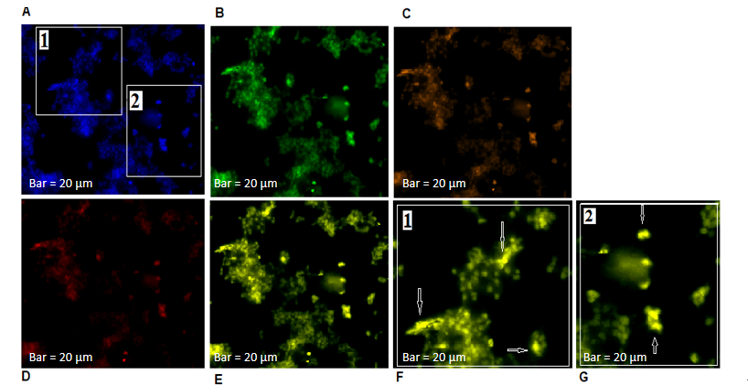 A
B
C
1
2
Bar = 20 µm
Bar = 20 µm
Bar = 20 µm
1
2
Bar = 20 µm
Bar = 20 µm
Bar = 20 µm
Bar = 20 µm
D
E
F
G